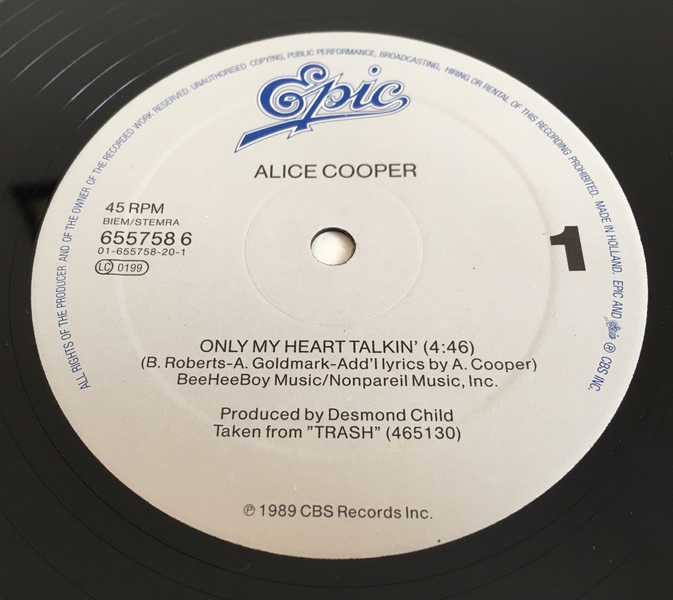 ALL RIGHTS OF THE PRODUCER AND OF THE OWNER OF THE RECORDED WORK RESERVED. UNAUTHORISED COPYING, PUBLIC PERFORMANCE, BROADCASTING, HIRING OR RENTAL OF THIS RECORDING PROHIBITED. MADE IN HOLLAND. EPIC AND Epic ® CBS INC.
Epic
ALICE COOPER
45 RPM
BIEM/STEMRA
655758 6
01-655758-20-1
LC 0199
1
ONLY MY HEART TALKIN' (4:46)
(B. Roberts-A. Goldmark-Add'l lyrics by A. Cooper)
BeeHeeBoy Music/Nonpareil Music, Inc.
Produced by Desmond Child
Taken from "TRASH" (465130)
℗ 1989 CBS Records Inc.